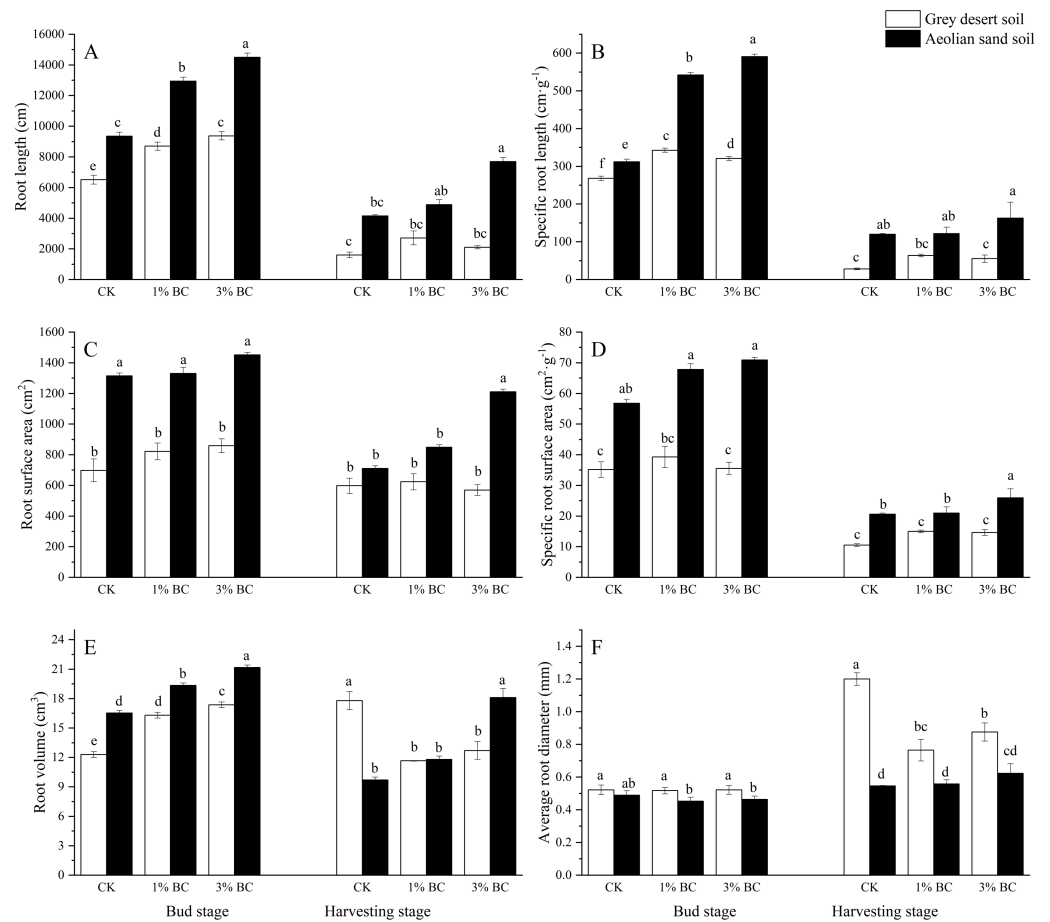 Grey desert soil
Aeolian sand soil
A
Root length (cm)
16000
14000
12000
10000
8000
6000
4000
2000
0
e c d b c a c bc bc ab bc a
CK 1% BC 3% BC CK 1% BC 3% BC
B
Specific root length (cm·g⁻¹)
600
500
400
300
200
100
0
f e c b d a c ab bc ab c a
CK 1% BC 3% BC CK 1% BC 3% BC
C
Root surface area (cm²)
1600
1400
1200
1000
800
600
400
200
0
b a b a b a b b b b b a
CK 1% BC 3% BC CK 1% BC 3% BC
D
Specific root surface area (cm²·g⁻¹)
80
70
60
50
40
30
20
10
0
c ab bc a c a c b c b c a
CK 1% BC 3% BC CK 1% BC 3% BC
E
Root volume (cm³)
24
21
18
15
12
9
6
3
0
e d d b c a a b b b b a
CK 1% BC 3% BC CK 1% BC 3% BC
Bud stage Harvesting stage
F
Average root diameter (mm)
1.4
1.2
1.0
0.8
0.6
0.4
0.2
0.0
a ab a b a b a d bc d b cd
CK 1% BC 3% BC CK 1% BC 3% BC
Bud stage Harvesting stage